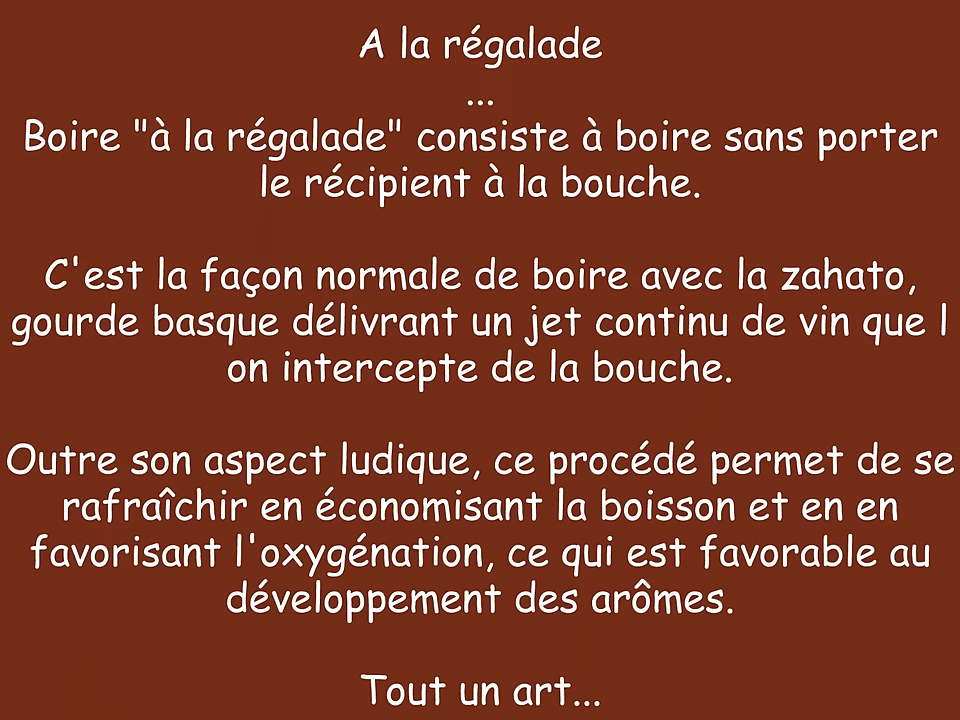 A la régalade
...
Boire "à la régalade" consiste à boire sans porter
le récipient à la bouche.
C'est la façon normale de boire avec la zahato,
gourde basque délivrant un jet continu de vin que l
on intercepte de la bouche.
Outre son aspect ludique, ce procédé permet de se
rafraîchir en économisant la boisson et en en
favorisant l'oxygénation, ce qui est favorable au
développement des arômes.
Tout un art...